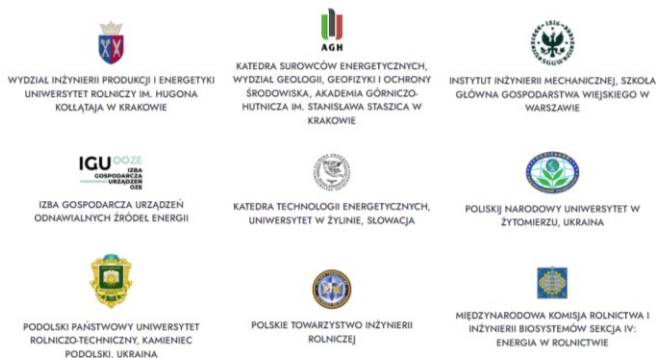 WYDZIAŁ INŻYNIERII PRODUKCJI I ENERGETYKI
UNIWERSYTET ROLNICZY IM. HUGONA
KOŁŁĄTAJA W KRAKOWIE
AGH
KATEDRA SUROWCÓW ENERGETYCZNYCH,
WYDZIAŁ GEOLOGII, GEOFIZYKI I OCHRONY
ŚRODOWISKA, AKADEMIA GÓRNICZO-
HUTNICZA IM. STANISŁAWA STASZICA W
KRAKOWIE
1816
SGGW
INSTYTUT INŻYNIERII MECHANICZNEJ, SZKOŁA
GŁÓWNA GOSPODARSTWA WIEJSKIEGO W
WARSZAWIE
IGU OOZE
IZBA
GOSPODARCZA
URZĄDZEŃ
OZE
IZBA GOSPODARCZA URZĄDZEŃ
ODNAWIALNYCH ŹRÓDEŁ ENERGII
KATEDRA TECHNOLOGII ENERGETYCZNYCH,
UNIWERSYTET W ŻYLINIE, SŁOWACJA
POLISKIJ NARODOWY UNIWERSYTET W
ŻYTOMIERZU, UKRAINA
PODOLSKI PAŃSTWOWY UNIWERSYTET
ROLNICZO-TECHNICZNY, KAMIENIEC
PODOLSKI, UKRAINA
POLSKIE TOWARZYSTWO INŻYNIERII
ROLNICZEJ
MIĘDZYNARODOWA KOMISJA ROLNICTWA I
INŻYNIERII BIOSYSTEMÓW SEKCJA IV:
ENERGIA W ROLNICTWIE